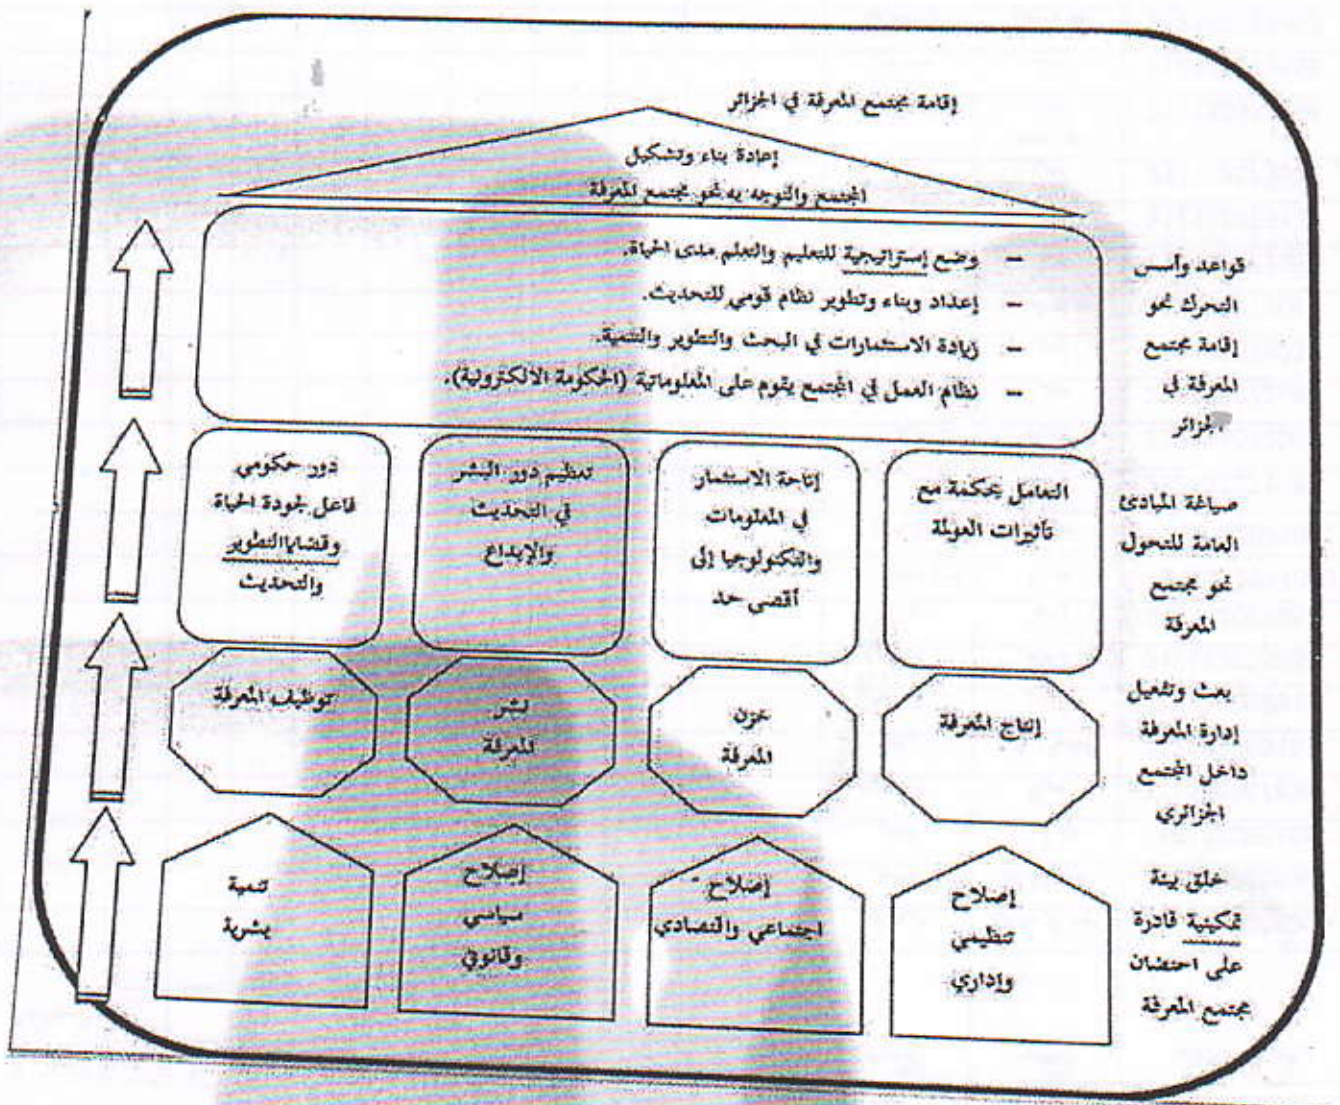 إقامة مجتمع المعرفة في الجزائر
إعادة بناء وتشكيل
المجتمع والتوجه به نحو مجتمع المعرفة
قواعد وأسس
التحرك نحو
إقامة مجتمع
المعرفة في
الجزائر
– وضع إستراتيجية للتعليم والتعلم مدى الحياة.
– إعداد وبناء وتطوير نظام قومي للتحديث.
– زيادة الاستثمارات في البحث والتطوير والتنمية.
– نظام العمل في المجتمع يقوم على المعلوماتية (الحكومة الالكترونية).
صياغة المبادئ
العامة للتحول
نحو مجتمع
المعرفة
التعامل بحكمة مع
تأثيرات العولمة
إتاحة الاستثمار
في المعلومات
والتكنولوجيا إلى
أقصى حد
تعظيم دور البشر
في التحديث
والإبداع
دور حكومي
فاعل لجودة الحياة
وقضايا التطوير
والتحديث
بعث وتشغيل
إدارة المعرفة
داخل المجتمع
الجزائري
إنتاج المعرفة
خزن
المعرفة
نشر
المعرفة
توظيف المعرفة
خلق بيئة
تمكينية قادرة
على احتضان
مجتمع المعرفة
إصلاح
تنظيمي
وإداري
إصلاح
اجتماعي واقتصادي
إصلاح
سياسي
وقانوني
تنمية
بشرية